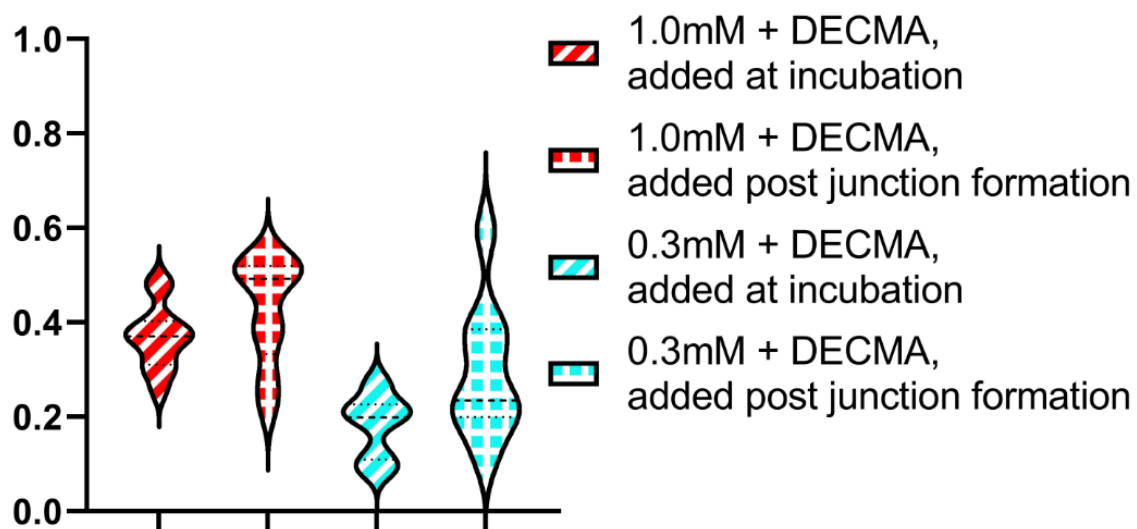 1.0
0.8
0.6
0.4
0.2
0.0
1.0mM + DECMA,
added at incubation
1.0mM + DECMA,
added post junction formation
0.3mM + DECMA,
added at incubation
0.3mM + DECMA,
added post junction formation